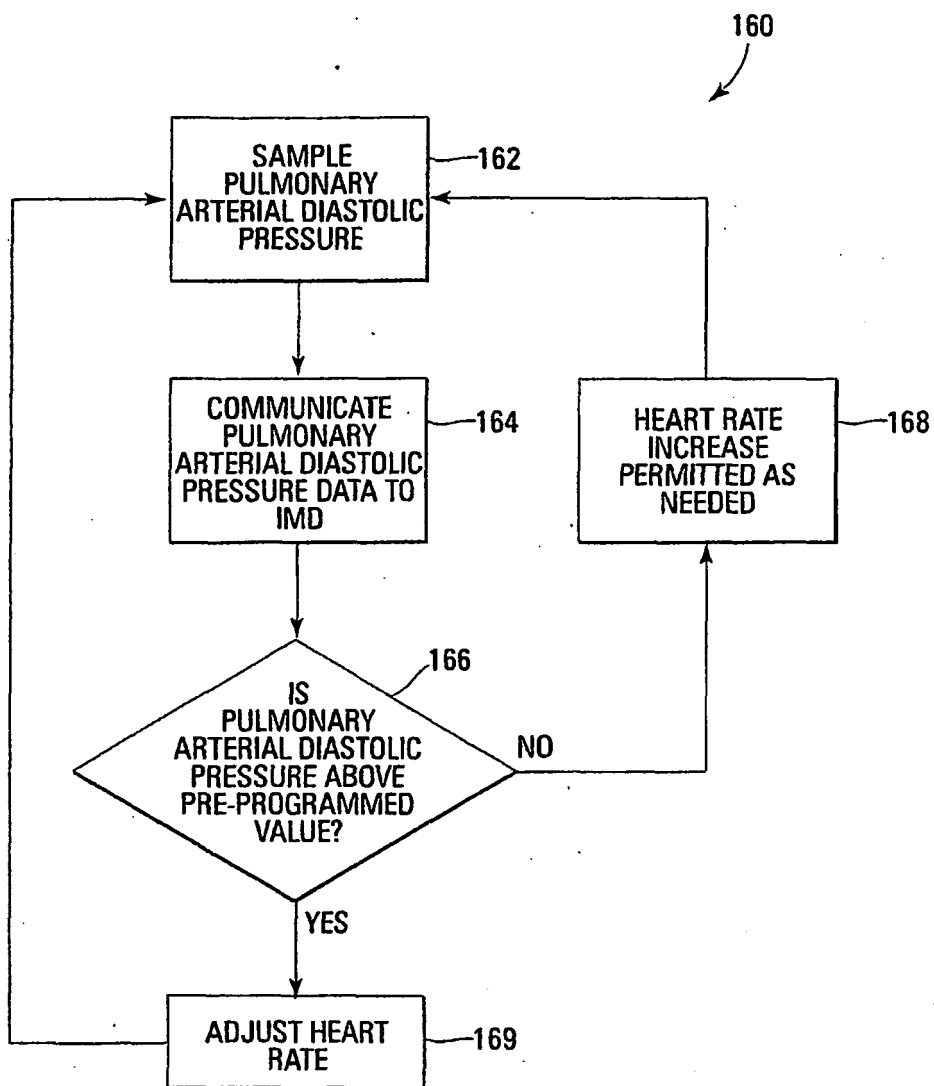 160
SAMPLE
PULMONARY
ARTERIAL DIASTOLIC
PRESSURE
162
COMMUNICATE
PULMONARY
ARTERIAL DIASTOLIC
PRESSURE DATA TO
IMD
164
HEART RATE
INCREASE
PERMITTED AS
NEEDED
168
166
IS
PULMONARY
ARTERIAL DIASTOLIC
PRESSURE ABOVE
PRE-PROGRAMMED
VALUE?
NO
YES
ADJUST HEART
RATE
169